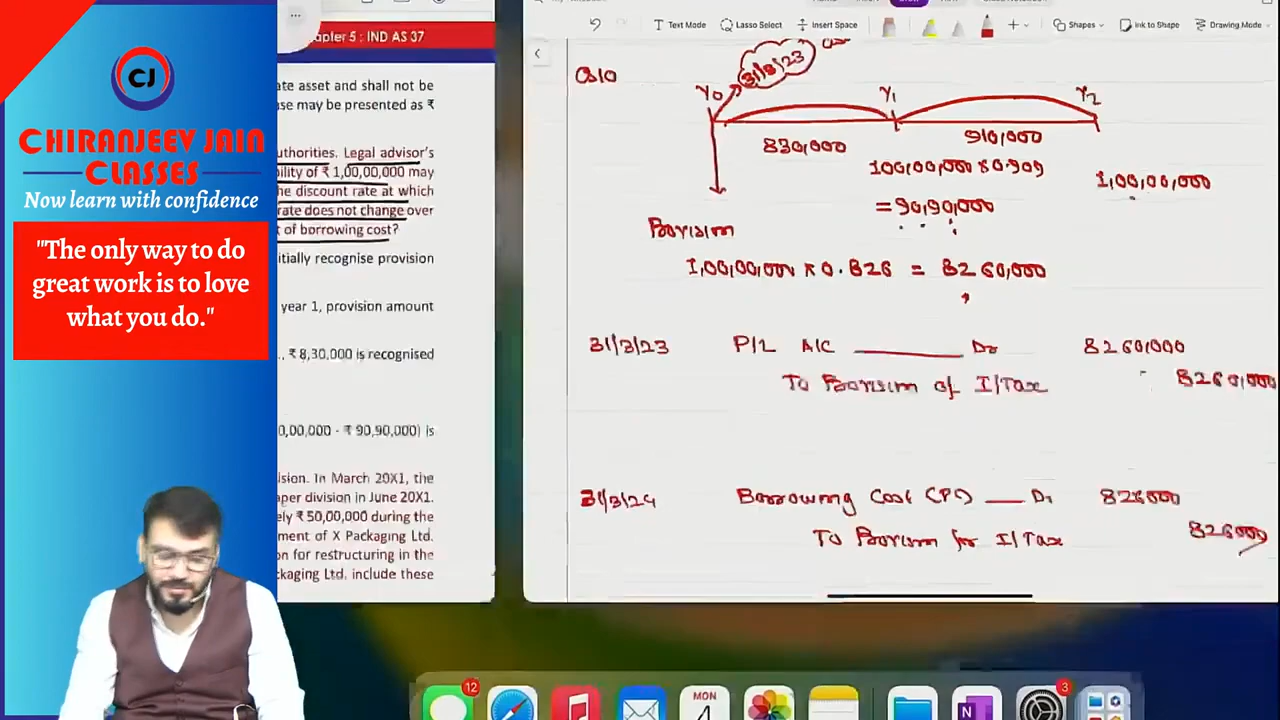 CJ
CHIRANJEEV JAIN
CLASSES
Now learn with confidence
"The only way to do
great work is to love
what you do."
apter 5 : IND AS 37
ate asset and shall not be
se may be presented as ₹
uthorities. Legal advisor's
bility of ₹ 1,00,00,000 may
he discount rate at which
rate does not change over
t of borrowing cost?
itially recognise provision
year 1, provision amount
., ₹ 8,30,000 is recognised
0,00,000 - ₹ 90,90,000) is
sion. In March 20X1, the
aper division in June 20X1.
ely ₹ 50,00,000 during the
ment of X Packaging Ltd.
on for restructuring in the
ckaging Ltd. include these
Text Mode
Lasso Select
Insert Space
Shapes
Ink to Shape
Drawing Mode
31/3/23
Y0
Y1
Y2
830,000
910,000
100,00,000 x 0.909
1,00,00,000
= 90,90,000
Provision
1,00,00,000 x 0.826 = 8260,000
31/3/23 P/L A/C Dr 8260,000
To Provision of I/Tax 8260,000
31/3/24 Borrowing Cost (PL) Dr 826000
To Provision for I/Tax 826000
12
MON
4
3